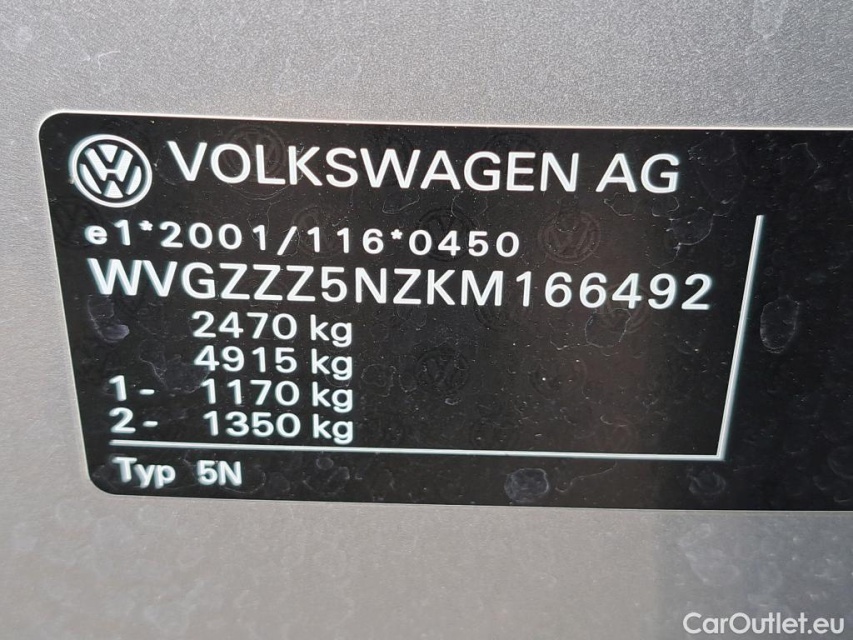 VOLKSWAGEN AG
e1*2001/116*0450
WVGZZZ5NZKM166492
2470 kg
4915 kg
1- 1170 kg
2- 1350 kg
Typ 5N
CarOutlet.eu